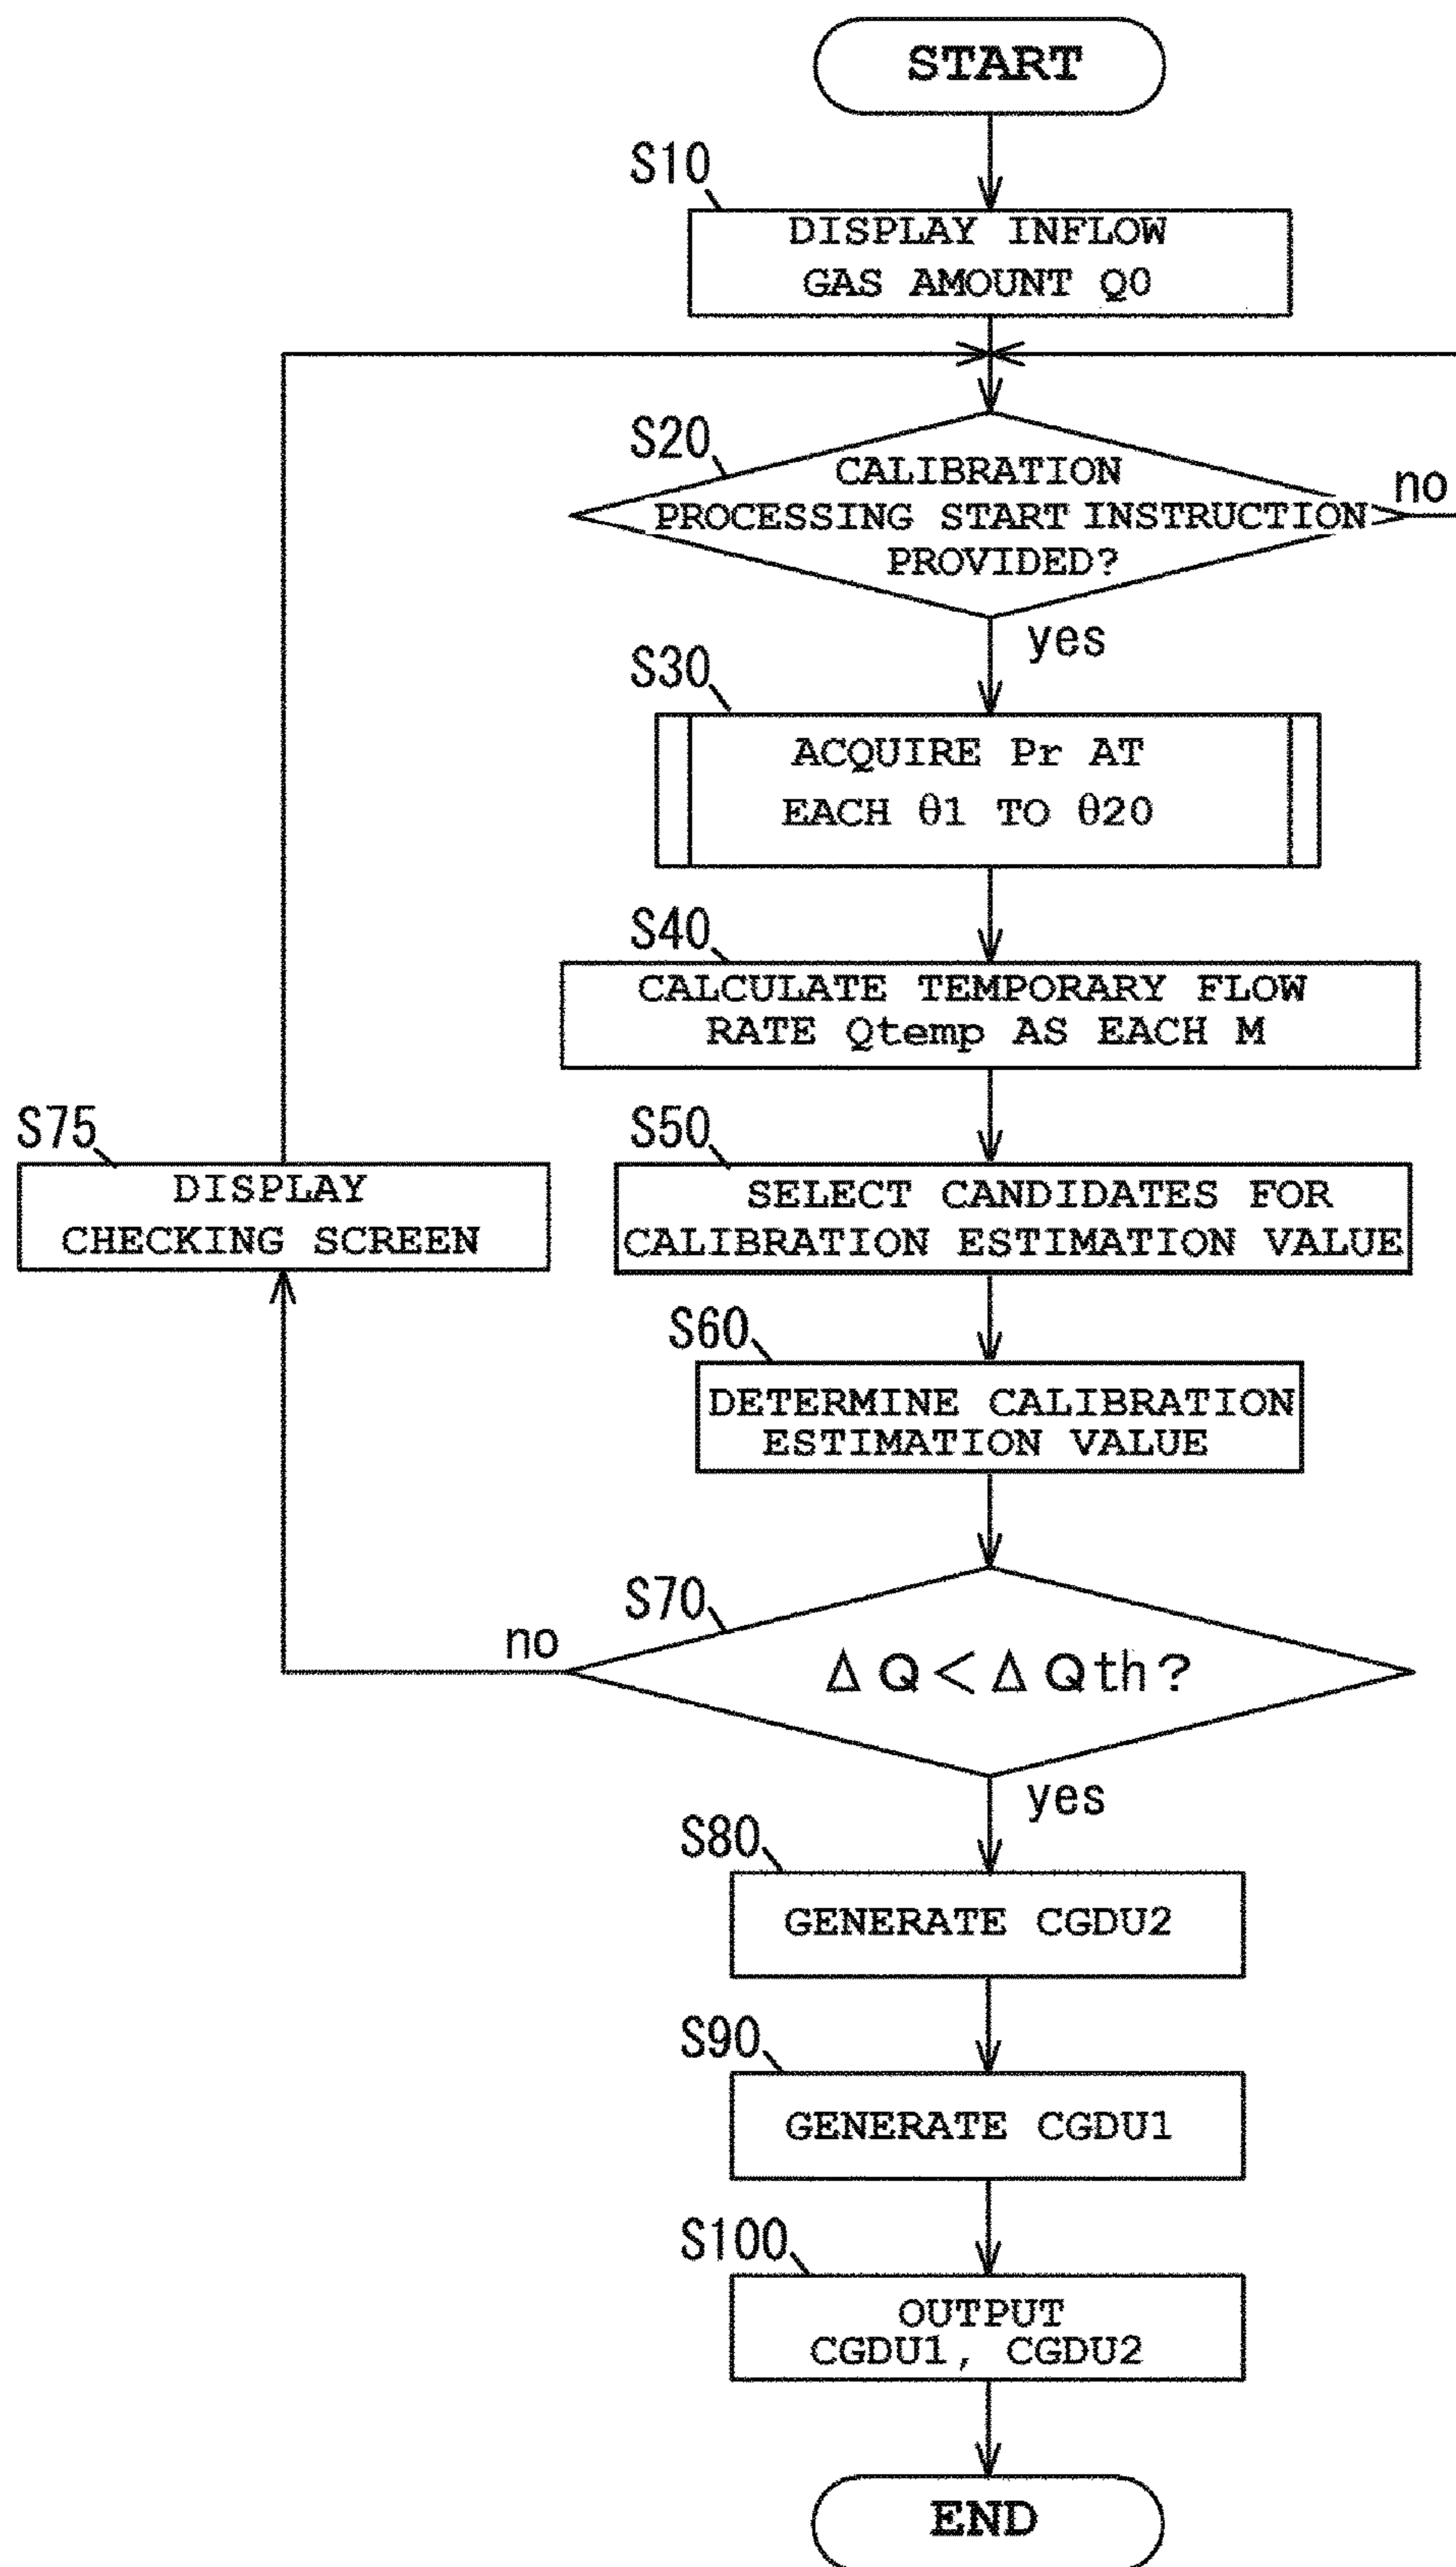 START
S10
DISPLAY INFLOW
GAS AMOUNT Q0
S20
CALIBRATION
PROCESSING START INSTRUCTION
PROVIDED?
no
yes
S30
ACQUIRE Pr AT
EACH θ1 TO θ20
S40
CALCULATE TEMPORARY FLOW
RATE Qtemp AS EACH M
S75
DISPLAY
CHECKING SCREEN
S50
SELECT CANDIDATES FOR
CALIBRATION ESTIMATION VALUE
S60
DETERMINE CALIBRATION
ESTIMATION VALUE
S70
no
ΔQ<ΔQth?
yes
S80
GENERATE CGDU2
S90
GENERATE CGDU1
S100
OUTPUT
CGDU1, CGDU2
END